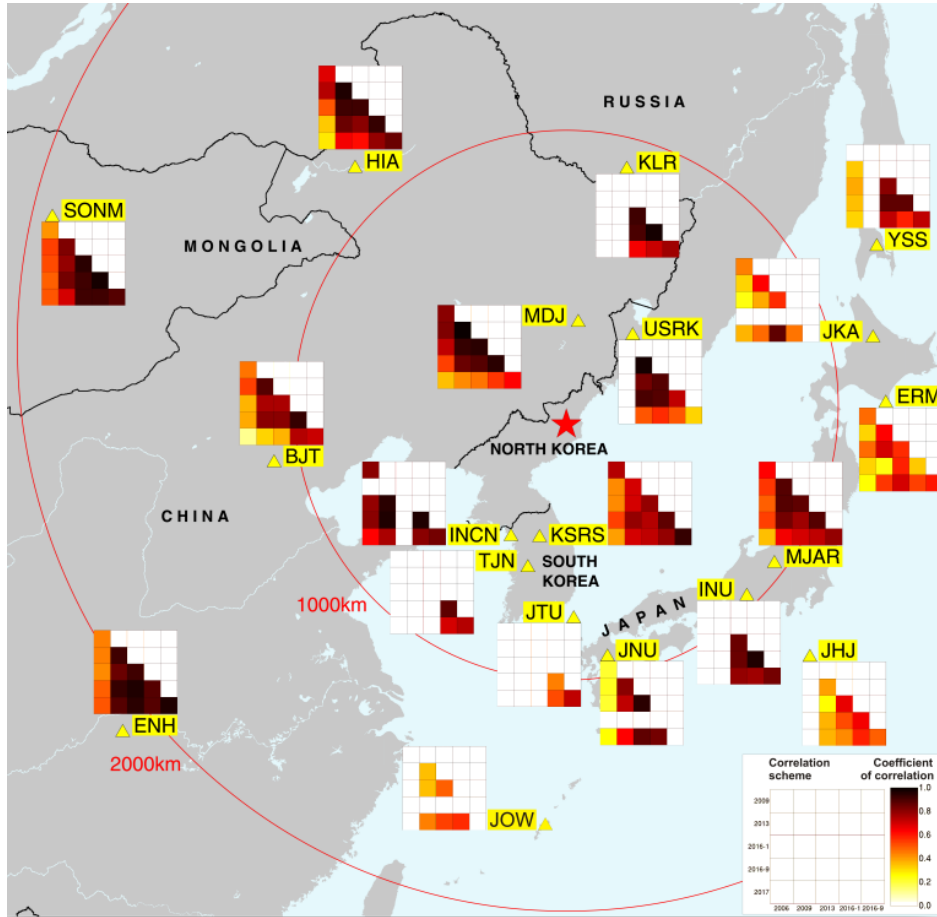 RUSSIA
HIA
KLR
SONM
YSS
MONGOLIA
MDJ
USRK
JKA
ERM
NORTH KOREA
BJT
CHINA
INCN
KSRS
TJN
SOUTH
KOREA
MJAR
INU
1000km
JTU
JAPAN
JNU
JHJ
ENH
2000km
JOW
Correlation
scheme
Coefficient
of correlation
1.0
2009
0.8
2013
0.6
2016-1
0.4
2016-9
0.2
2017
0.0
2006 2009 2013 2016-1 2016-9